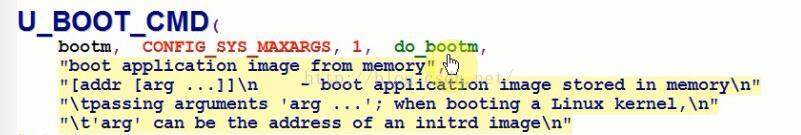 U_BOOT_CMD(
bootm, CONFIG_SYS_MAXARGS, 1, do_bootm,
"boot application image from memory",
"[addr [arg ...]]\n    - boot application image stored in memory\n"
"\tpassing arguments 'arg ...'; when booting a Linux kernel,\n"
"\t'arg' can be the address of an initrd image\n"